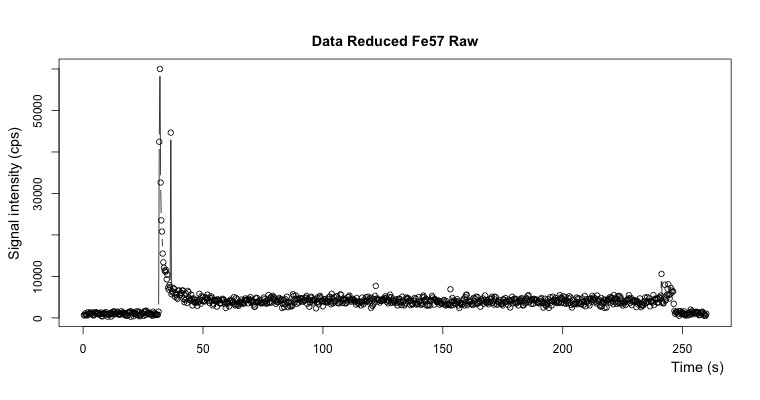 Data Reduced Fe57 Raw
Signal intensity (cps)
50000
30000
10000
0
0 50 100 150 200 250
Time (s)